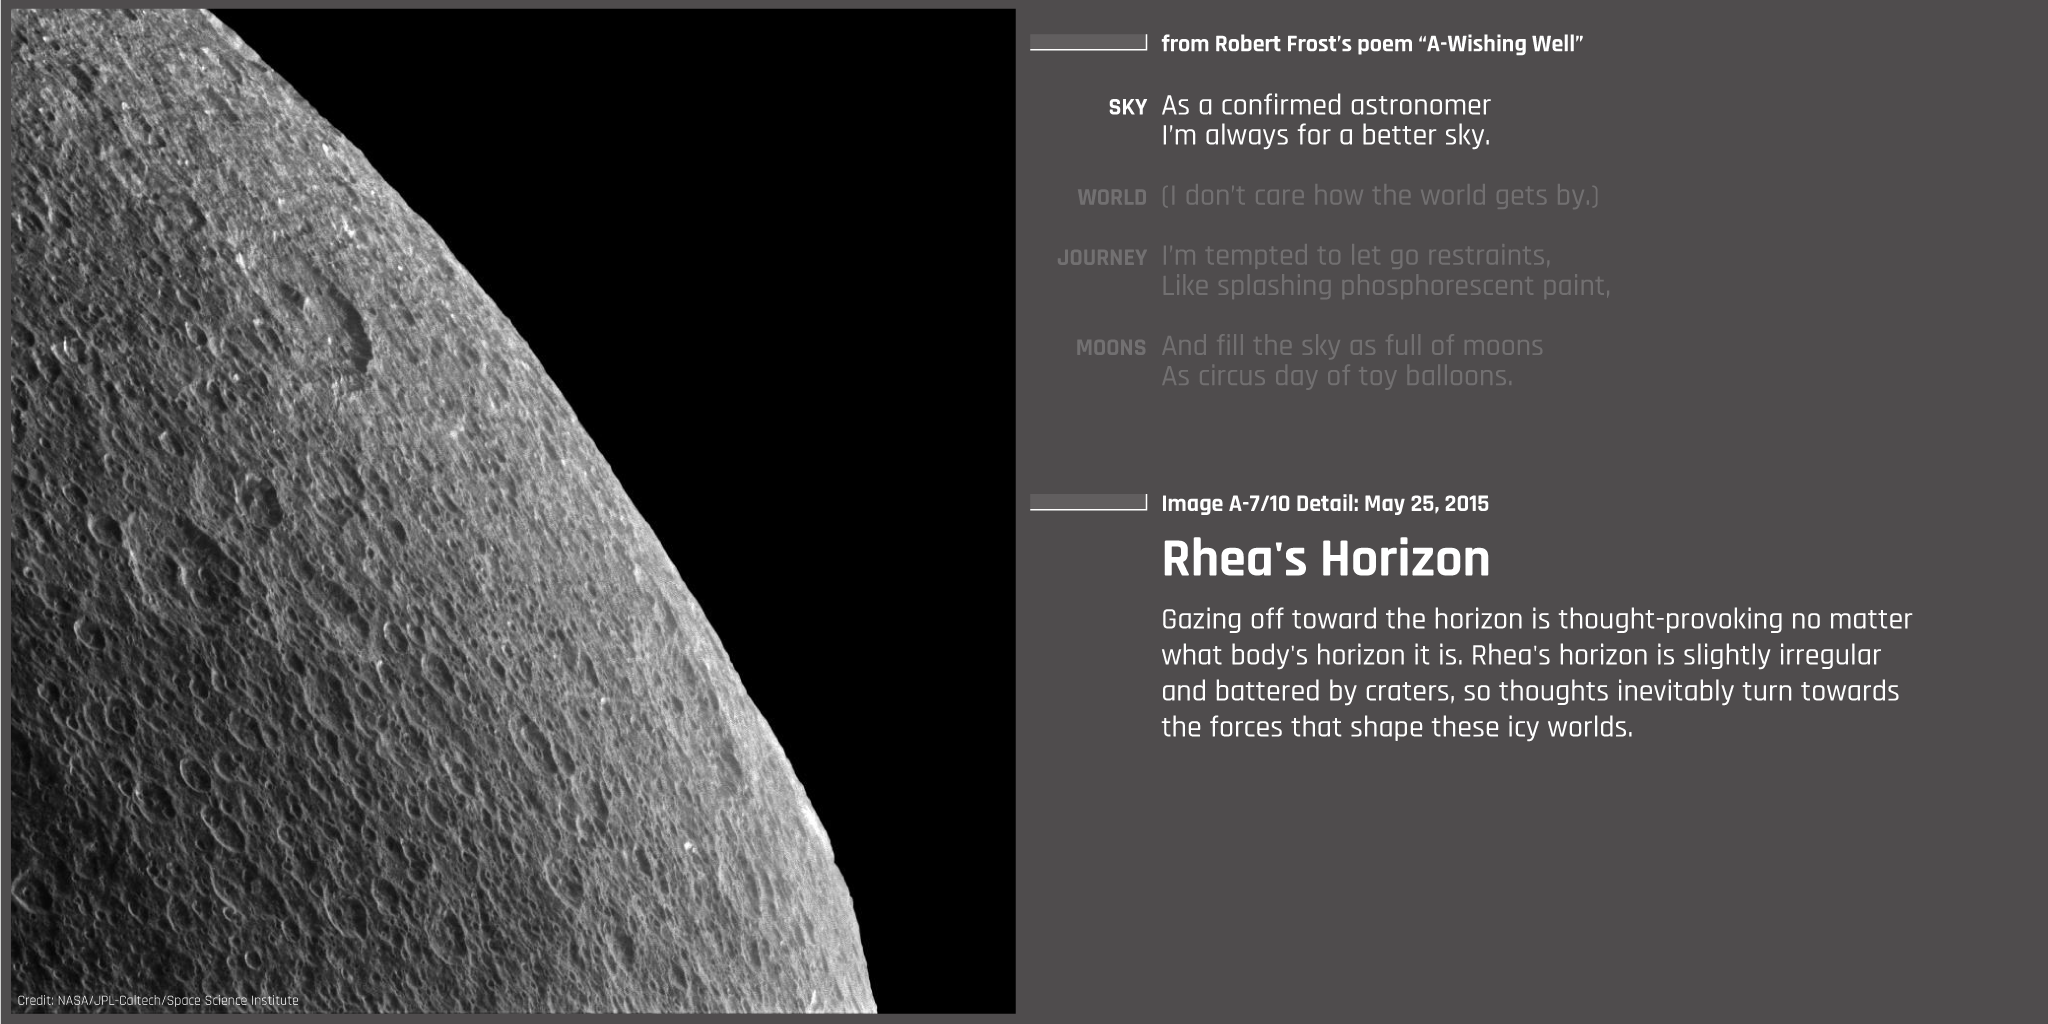 from Robert Frost's poem “A-Wishing Well”
SKY As a confirmed astronomer
I'm always for a better sky.
WORLD (I don't care how the world gets by.)
JOURNEY I'm tempted to let go restraints,
Like splashing phosphorescent paint,
MOONS And fill the sky as full of moons
As circus day of toy balloons.
Image A-7/10 Detail: May 25, 2015
Rhea's Horizon
Gazing off toward the horizon is thought-provoking no matter
what body's horizon it is. Rhea's horizon is slightly irregular
and battered by craters, so thoughts inevitably turn towards
the forces that shape these icy worlds.
Credit: NASA/JPL-Caltech/Space Science Institute